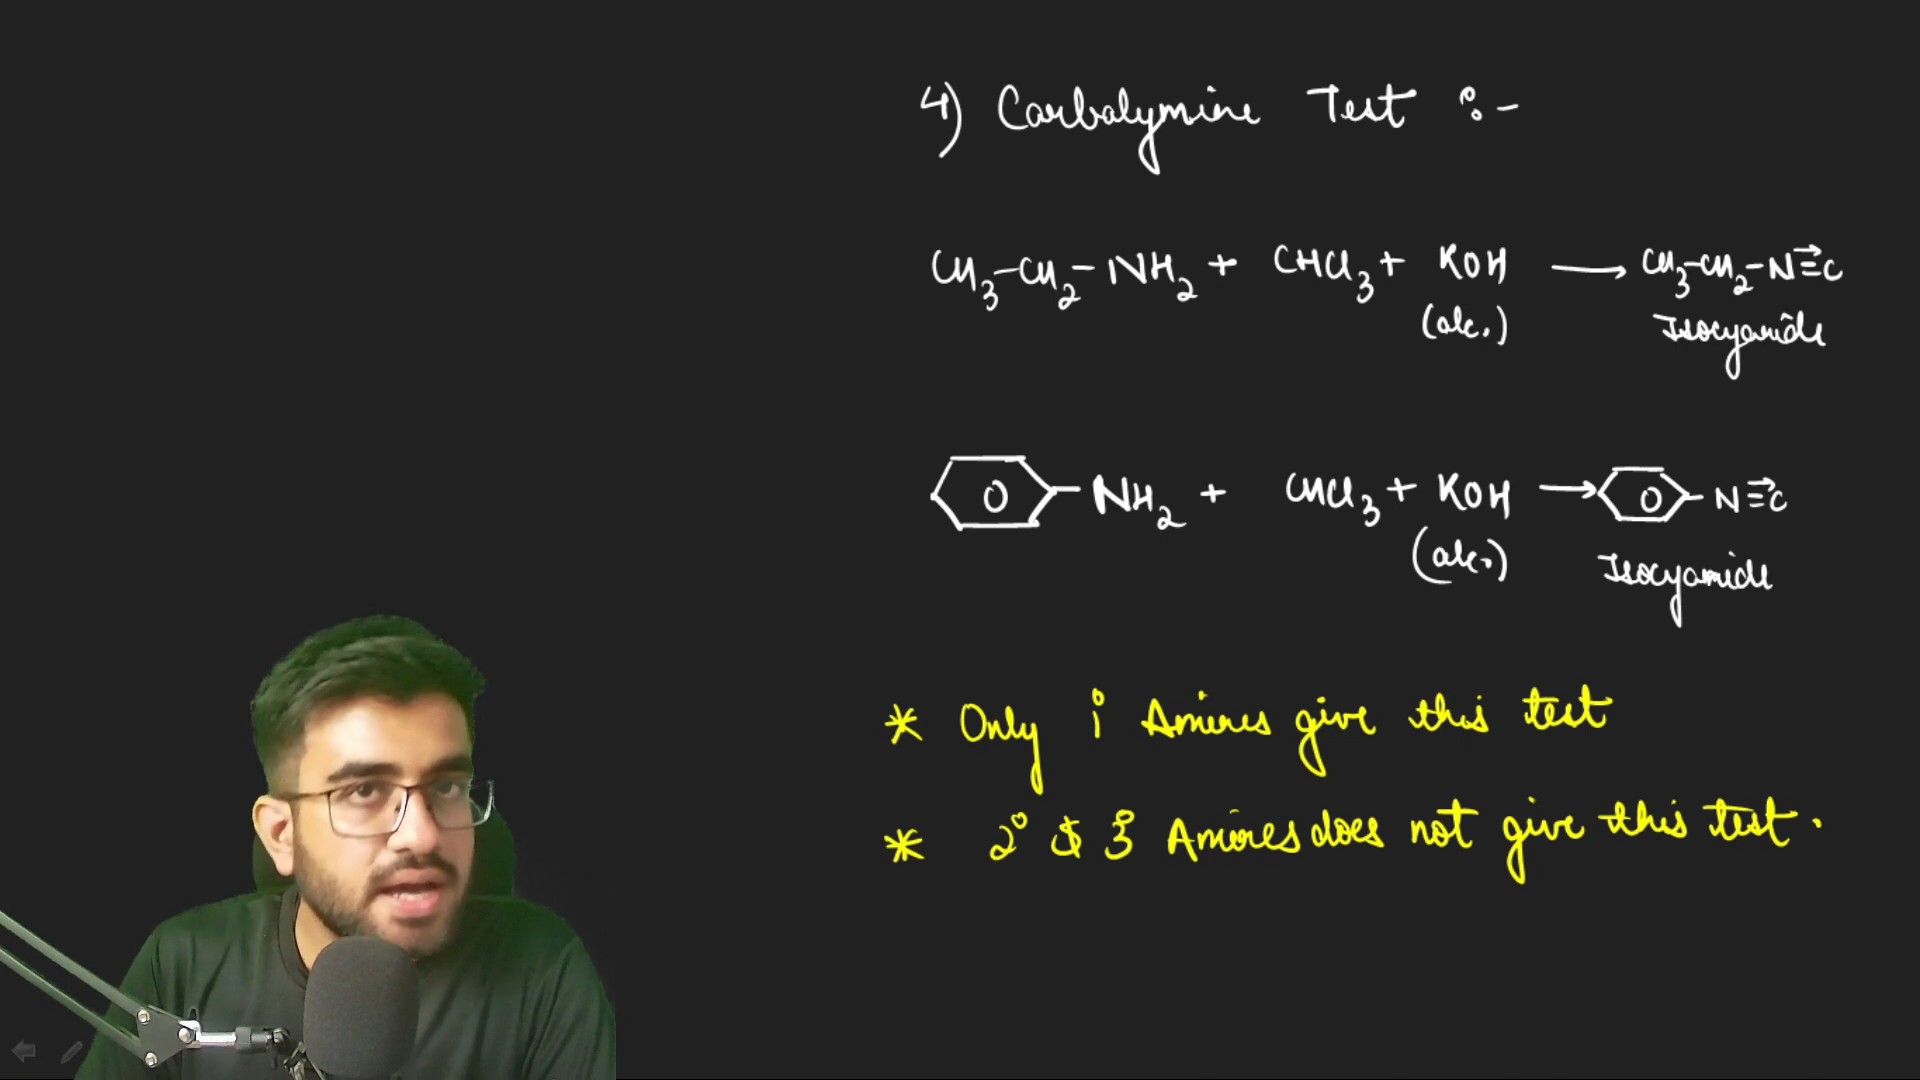 4) Carbalymine Test :-
CH3-CH2-NH2 + CHCl3 + KOH → CH3-CH2-N≡C
(alc.) Isocyanide
NH2 + CHCl3 + KOH → N≡C
(alc.) Isocyanide
* Only 1° Amines give this test
* 2° & 3° Amines does not give this test.